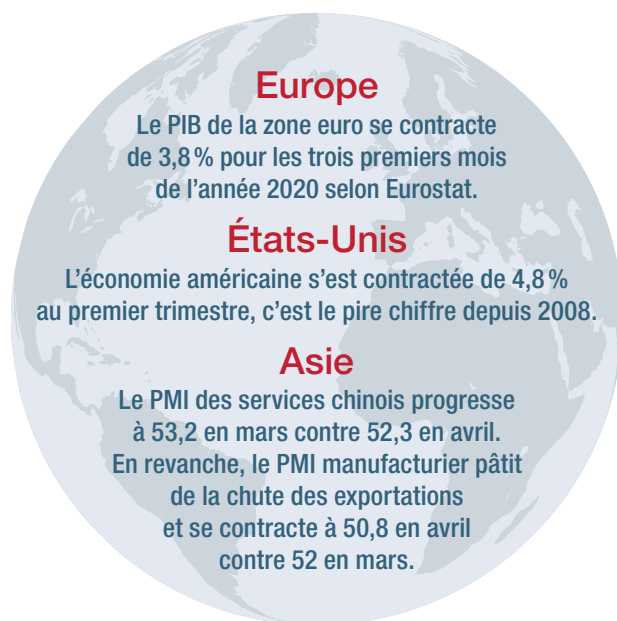 Europe
Le PIB de la zone euro se contracte
de 3,8 % pour les trois premiers mois
de l'année 2020 selon Eurostat.
États-Unis
L'économie américaine s'est contractée de 4,8 %
au premier trimestre, c'est le pire chiffre depuis 2008.
Asie
Le PMI des services chinois progresse
à 53,2 en mars contre 52,3 en avril.
En revanche, le PMI manufacturier pâtit
de la chute des exportations
et se contracte à 50,8 en avril
contre 52 en mars.